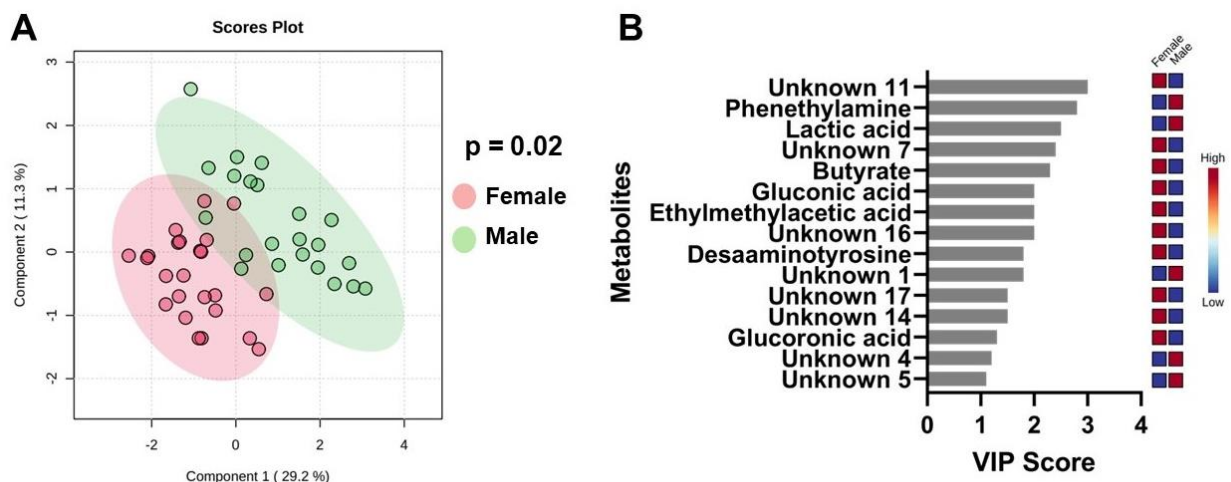 A
Scores Plot
Component 2 ( 11.3 %)
3
2
1
0
-1
-2
-2
0
2
4
Component 1 ( 29.2 %)
p = 0.02
Female
Male
B
Metabolites
Unknown 11
Phenethylamine
Lactic acid
Unknown 7
Butyrate
Gluconic acid
Ethylmethylacetic acid
Unknown 16
Desaaminotyrosine
Unknown 1
Unknown 17
Unknown 14
Glucoronic acid
Unknown 4
Unknown 5
0
1
2
3
4
VIP Score
Female
Male
High
Low